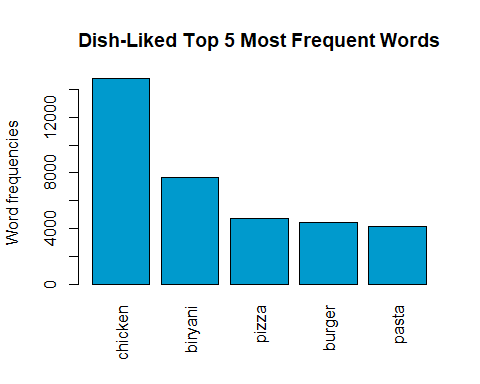 Dish-Liked Top 5 Most Frequent Words
Word frequencies
12000
8000
4000
0
chicken
biryani
pizza
burger
pasta